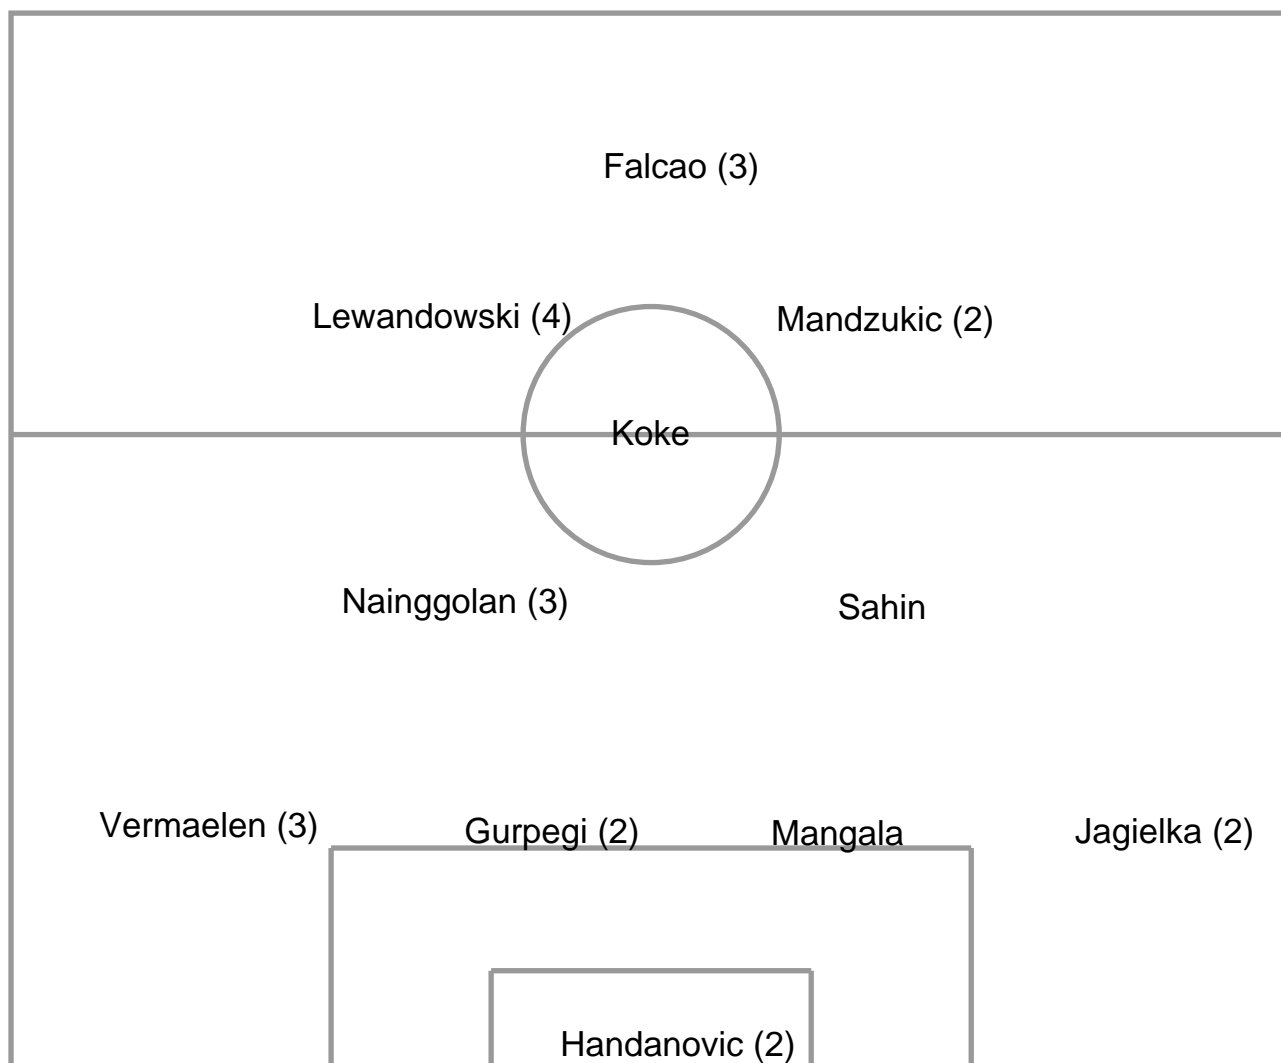 Falcao (3)
Lewandowski (4)
Mandzukic (2)
Koke
Nainggolan (3)
Sahin
Vermaelen (3)
Gurpegi (2)
Mangala
Jagielka (2)
Handanovic (2)